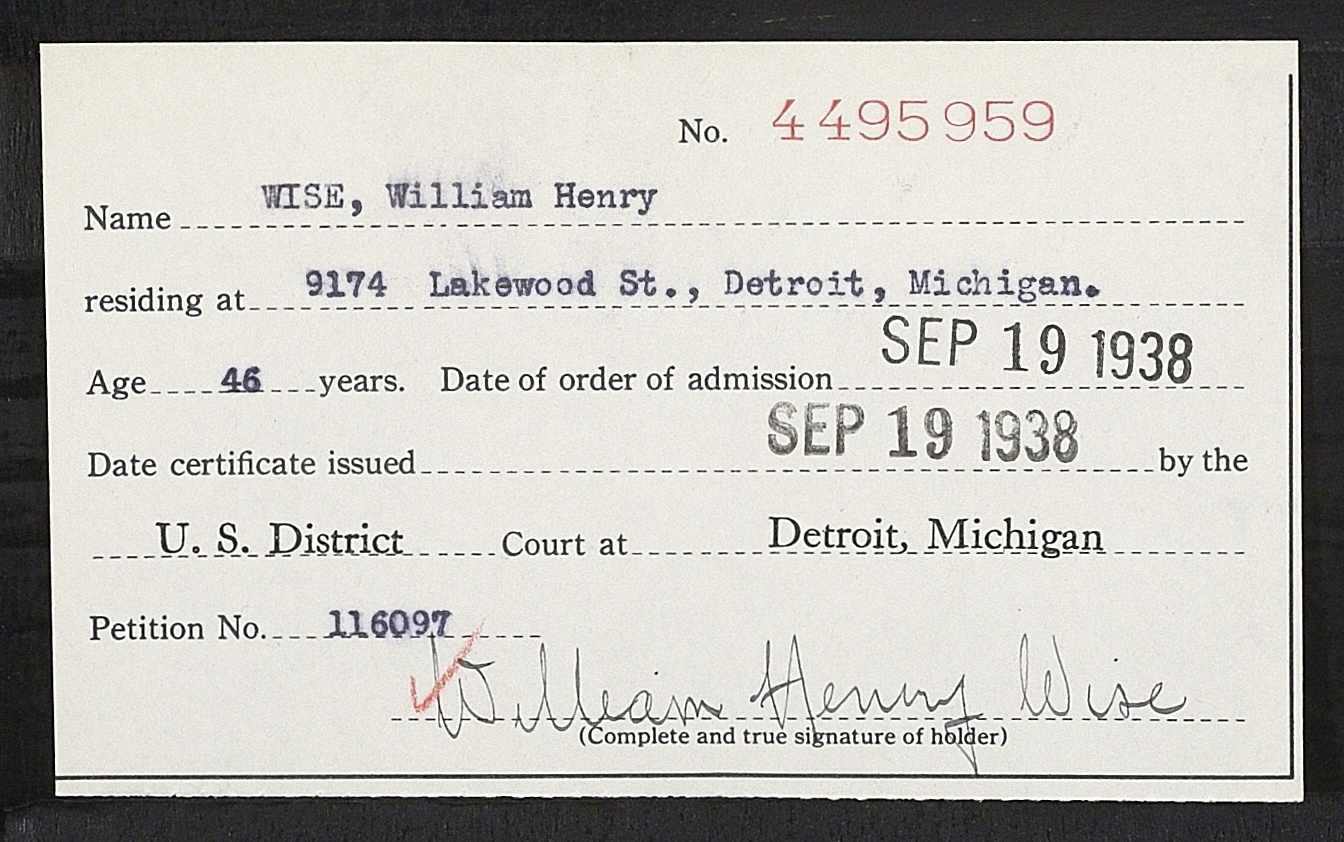 No. 4495959
Name WISE, William Henry
residing at 9174 Lakewood St., Detroit, Michigan.
Age 46 years. Date of order of admission SEP 19 1938
Date certificate issued SEP 19 1938 by the
U. S. District Court at Detroit, Michigan
Petition No. 116097
William Henry Wise
(Complete and true signature of holder)